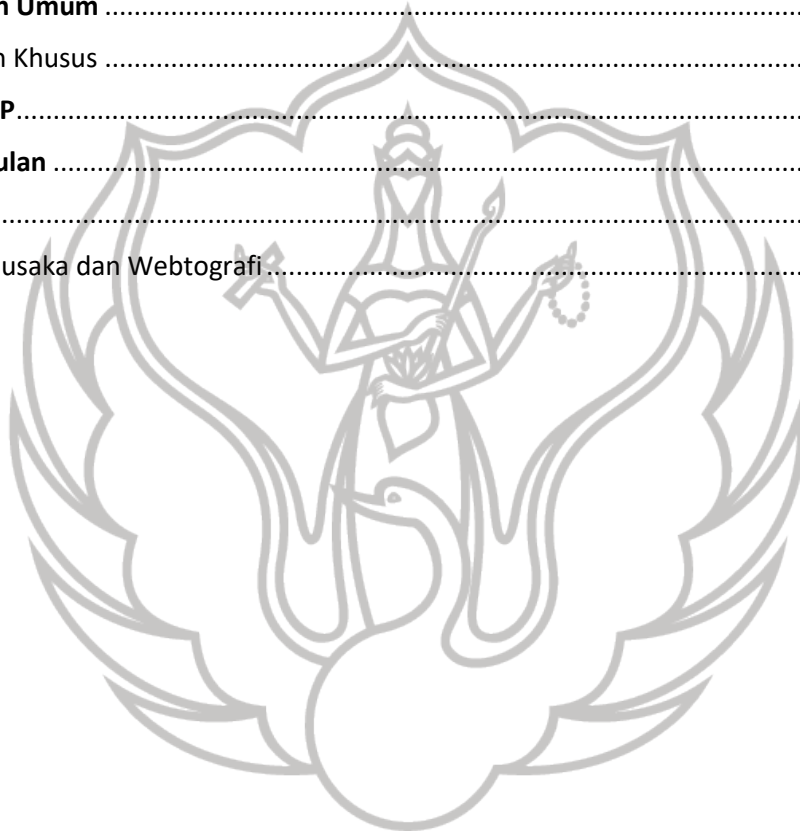 n Umum ........................................................................................................
n Khusus ......................................................................................................
P....................................................................................................................
ulan ..............................................................................................................
.....................................................................................................................
usaka dan Webtografi................................................................................